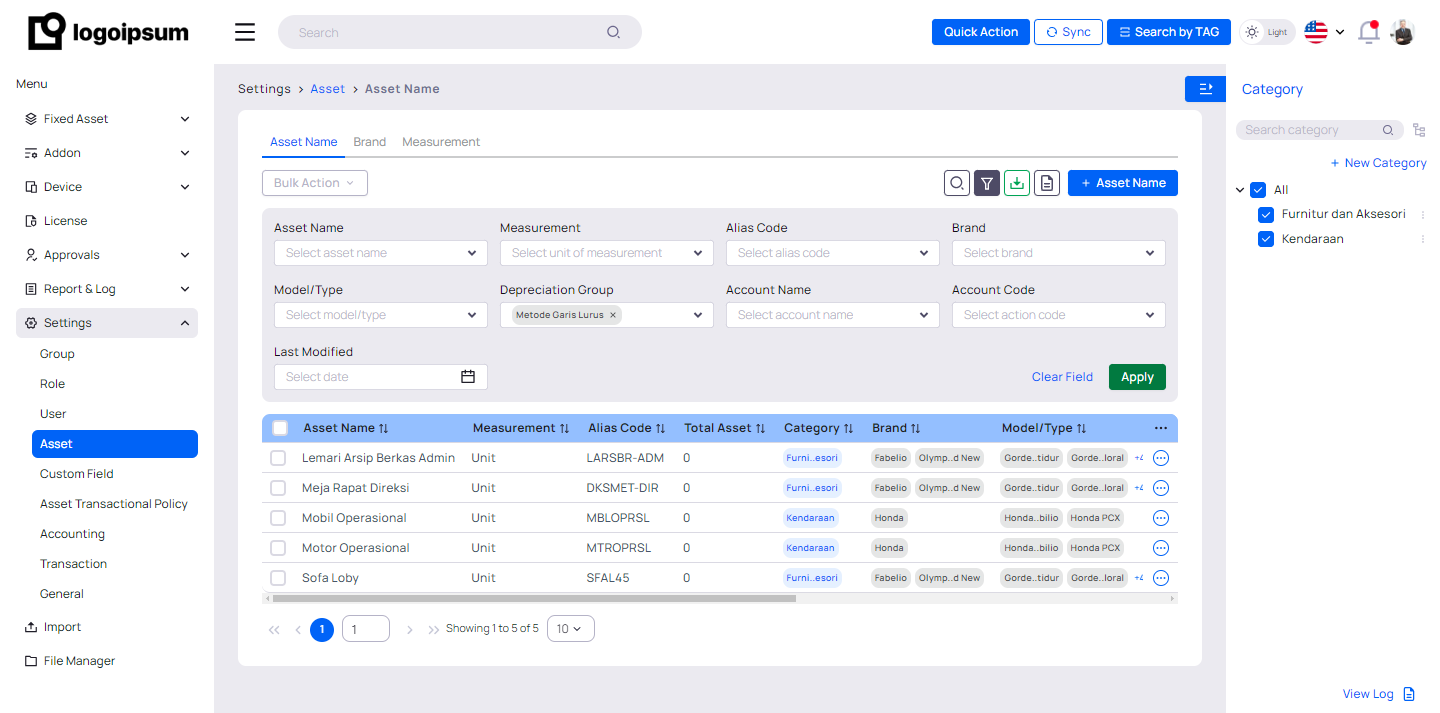 logoipsum
Search
Quick Action
Sync
Search by TAG
Light
Menu
Fixed Asset
Addon
Device
License
Approvals
Report & Log
Settings
Group
Role
User
Asset
Custom Field
Asset Transactional Policy
Accounting
Transaction
General
Import
File Manager
Settings > Asset > Asset Name
Asset Name Brand Measurement
Bulk Action
+ Asset Name
Asset Name Measurement Alias Code Brand
Select asset name Select unit of measurement Select alias code Select brand
Model/Type Depreciation Group Account Name Account Code
Select model/type Metode Garis Lurus × Select account name Select action code
Last Modified
Select date
Clear Field Apply
Asset Name Measurement Alias Code Total Asset Category Brand Model/Type ...
Lemari Arsip Berkas Admin Unit LARSBR-ADM 0 Furni..esori Fabelio Olymp..d New Gorde..tidur Gorde..loral +4
Meja Rapat Direksi Unit DKSMET-DIR 0 Furni..esori Fabelio Olymp..d New Gorde..tidur Gorde..loral +4
Mobil Operasional Unit MBLOPRSL 0 Kendaraan Honda Honda..bilio Honda PCX
Motor Operasional Unit MTROPRSL 0 Kendaraan Honda Honda..bilio Honda PCX
Sofa Loby Unit SFAL45 0 Furni..esori Fabelio Olymp..d New Gorde..tidur Gorde..loral +4
1 1 Showing 1 to 5 of 5 10
Category
Search category
+ New Category
All
Furnitur dan Aksesori
Kendaraan
View Log